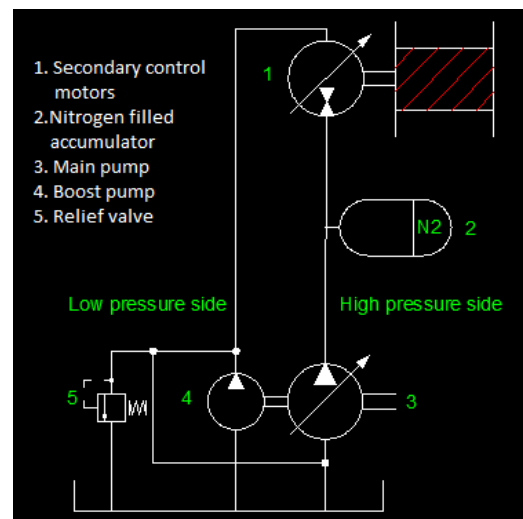 1. Secondary control
motors
2.Nitrogen filled
accumulator
3. Main pump
4. Boost pump
5. Relief valve
1
N2 2
Low pressure side
High pressure side
5
4
3